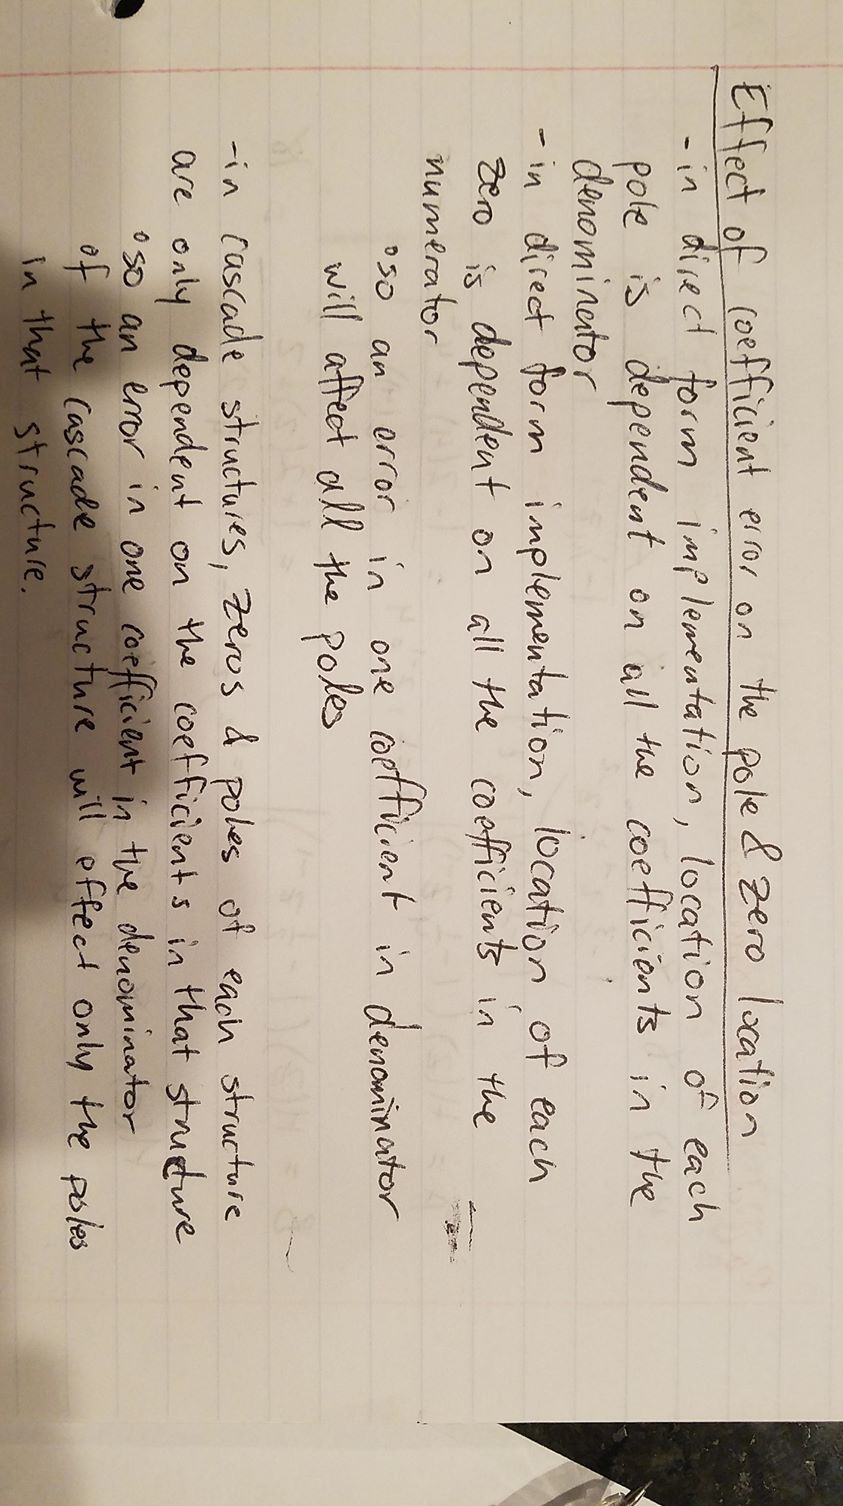 Effect of coefficient error on the pole & zero location
- in direct form implementation, location of each
pole is dependent on all the coefficients in the
denominator
- in direct form implementation, location of each
zero is dependent on all the coefficients in the
numerator
°so an error in one coefficient in denominator
will affect all the poles
- in cascade structures, zeros & poles of each structure
are only dependent on the coefficients in that structure
°so an error in one coefficient in the denominator
of the cascade structure will effect only the poles
in that structure.